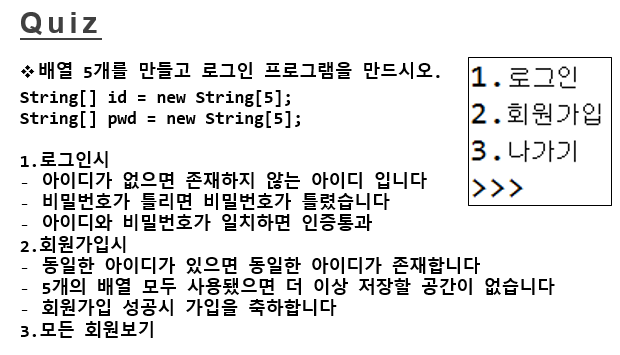 Quiz
❖배열 5개를 만들고 로그인 프로그램을 만드시오.
String[] id = new String[5];
String[] pwd = new String[5];
1.로그인시
- 아이디가 없으면 존재하지 않는 아이디 입니다
- 비밀번호가 틀리면 비밀번호가 틀렸습니다
- 아이디와 비밀번호가 일치하면 인증통과
2.회원가입시
- 동일한 아이디가 있으면 동일한 아이디가 존재합니다
- 5개의 배열 모두 사용됐으면 더 이상 저장할 공간이 없습니다
- 회원가입 성공시 가입을 축하합니다
3.모든 회원보기
1.로그인
2.회원가입
3.나가기
>>>